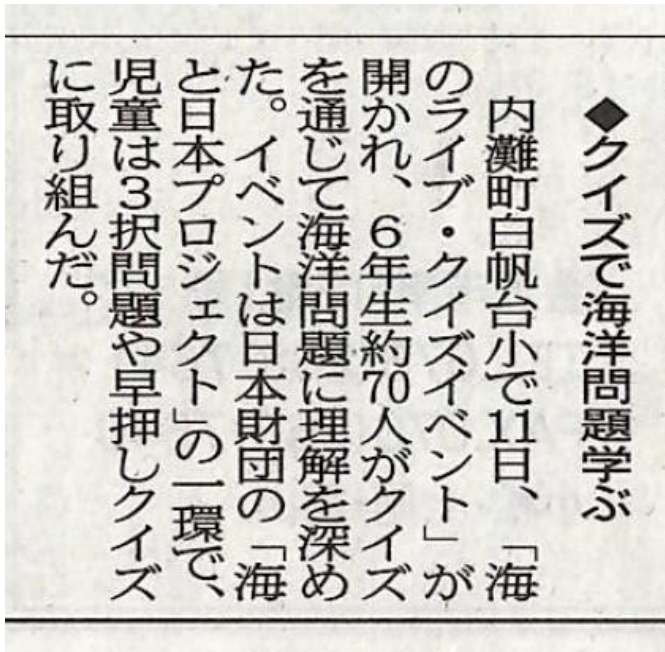 ◆クイズで海洋問題学ぶ
内灘町白帆台小で11日、「海
のライブ・クイズイベント」が
開かれ、6年生約70人がクイズ
を通じて海洋問題に理解を深め
た。イベントは日本財団の「海
と日本プロジェクト」の一環で、
児童は3択問題や早押しクイズ
に取り組んだ。